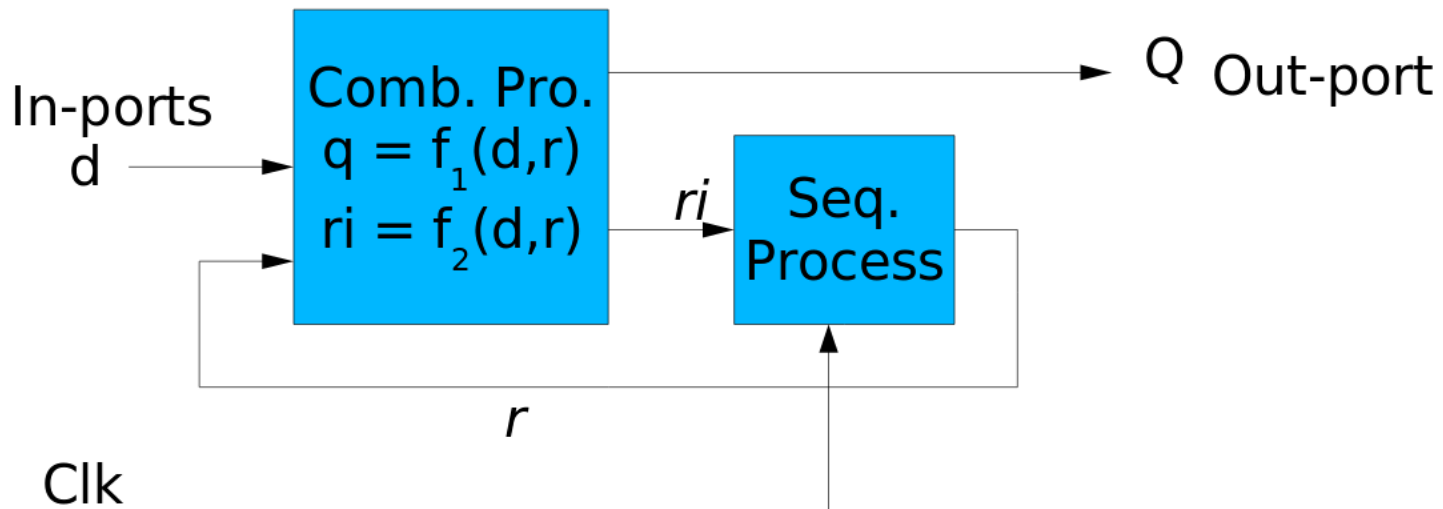 In-ports
d
Comb. Pro.
q = f1(d,r)
ri = f2(d,r)
ri
Seq.
Process
Q
Out-port
r
Clk